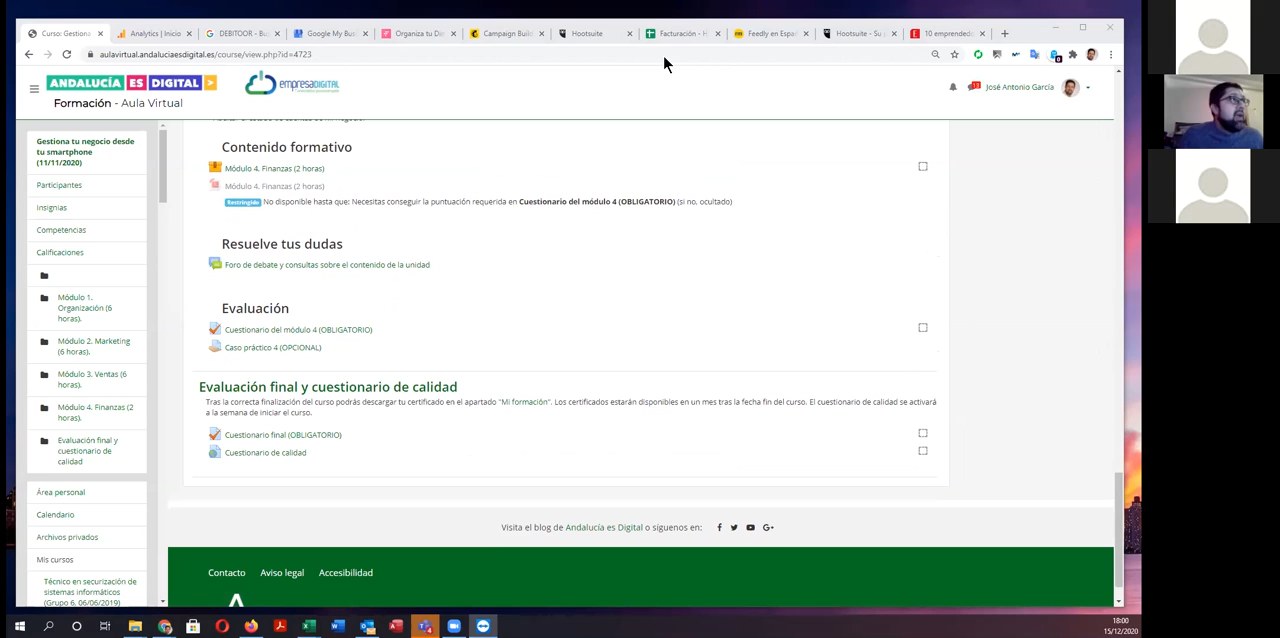 Curso: Gestiona
Analytics | Inicio
DEBITOOR - Bu
Google My Bus
Organiza tu De
Campaign Build
Hootsuite
Facturación - H
Feedly en Españ
Hootsuite - Su p
10 emprendedo
aulavirtual.andaluciaesdigital.es/course/view.php?id=4723
ANDALUCÍA ES DIGITAL >
EMPRESADIGITAL
Formación - Aula Virtual
José Antonio García
Gestiona tu negocio desde
tu smartphone
(11/11/2020)
Participantes
Insignias
Competencias
Calificaciones
Módulo 1.
Organización (6
horas).
Módulo 2. Marketing
(6 horas).
Módulo 3. Ventas (6
horas).
Módulo 4. Finanzas (2
horas).
Evaluación final y
cuestionario de
calidad
Área personal
Calendario
Archivos privados
Mis cursos
Técnico en securización de
sistemas informáticos
(Grupo 6, 06/06/2019)
Contenido formativo
Módulo 4. Finanzas (2 horas)
Módulo 4. Finanzas (2 horas)
Restringido No disponible hasta que: Necesitas conseguir la puntuación requerida en Cuestionario del módulo 4 (OBLIGATORIO) (si no, ocultado)
Resuelve tus dudas
Foro de debate y consultas sobre el contenido de la unidad
Evaluación
Cuestionario del módulo 4 (OBLIGATORIO)
Caso práctico 4 (OPCIONAL)
Evaluación final y cuestionario de calidad
Tras la correcta finalización del curso podrás descargar tu certificado en el apartado "Mi formación". Los certificados estarán disponibles en un mes tras la fecha fin del curso. El cuestionario de calidad se activará
a la semana de iniciar el curso.
Cuestionario final (OBLIGATORIO)
Cuestionario de calidad
Visita el blog de Andalucía es Digital o síguenos en:
Contacto
Aviso legal
Accesibilidad
18:00
15/12/2020